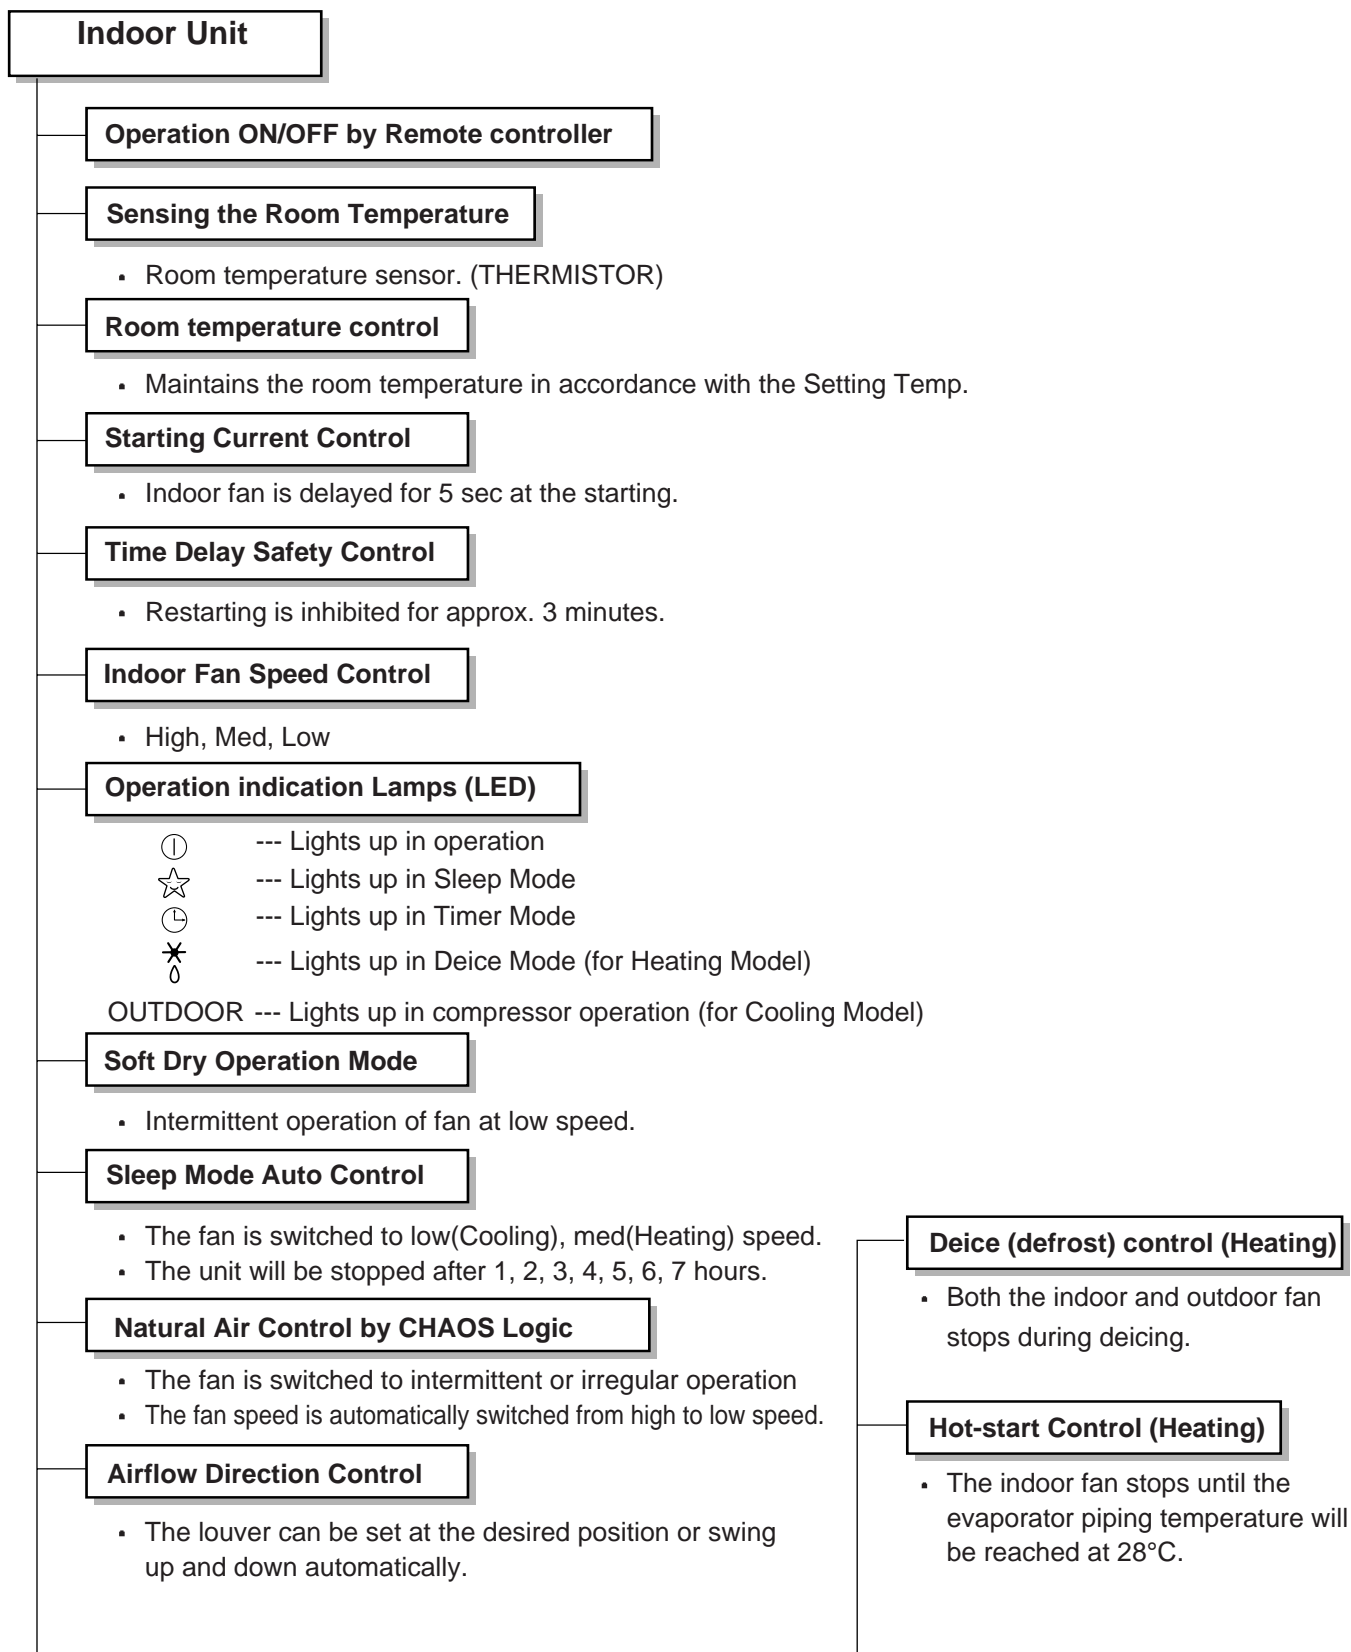 Indoor Unit
Operation ON/OFF by Remote controller
Sensing the Room Temperature
• Room temperature sensor. (THERMISTOR)
Room temperature control
• Maintains the room temperature in accordance with the Setting Temp.
Starting Current Control
• Indoor fan is delayed for 5 sec at the starting.
Time Delay Safety Control
• Restarting is inhibited for approx. 3 minutes.
Indoor Fan Speed Control
• High, Med, Low
Operation indication Lamps (LED)
--- Lights up in operation
--- Lights up in Sleep Mode
--- Lights up in Timer Mode
--- Lights up in Deice Mode (for Heating Model)
OUTDOOR --- Lights up in compressor operation (for Cooling Model)
Soft Dry Operation Mode
• Intermittent operation of fan at low speed.
Sleep Mode Auto Control
• The fan is switched to low(Cooling), med(Heating) speed.
• The unit will be stopped after 1, 2, 3, 4, 5, 6, 7 hours.
Natural Air Control by CHAOS Logic
• The fan is switched to intermittent or irregular operation
• The fan speed is automatically switched from high to low speed.
Airflow Direction Control
• The louver can be set at the desired position or swing
up and down automatically.
Deice (defrost) control (Heating)
• Both the indoor and outdoor fan
stops during deicing.
Hot-start Control (Heating)
• The indoor fan stops until the
evaporator piping temperature will
be reached at 28°C.